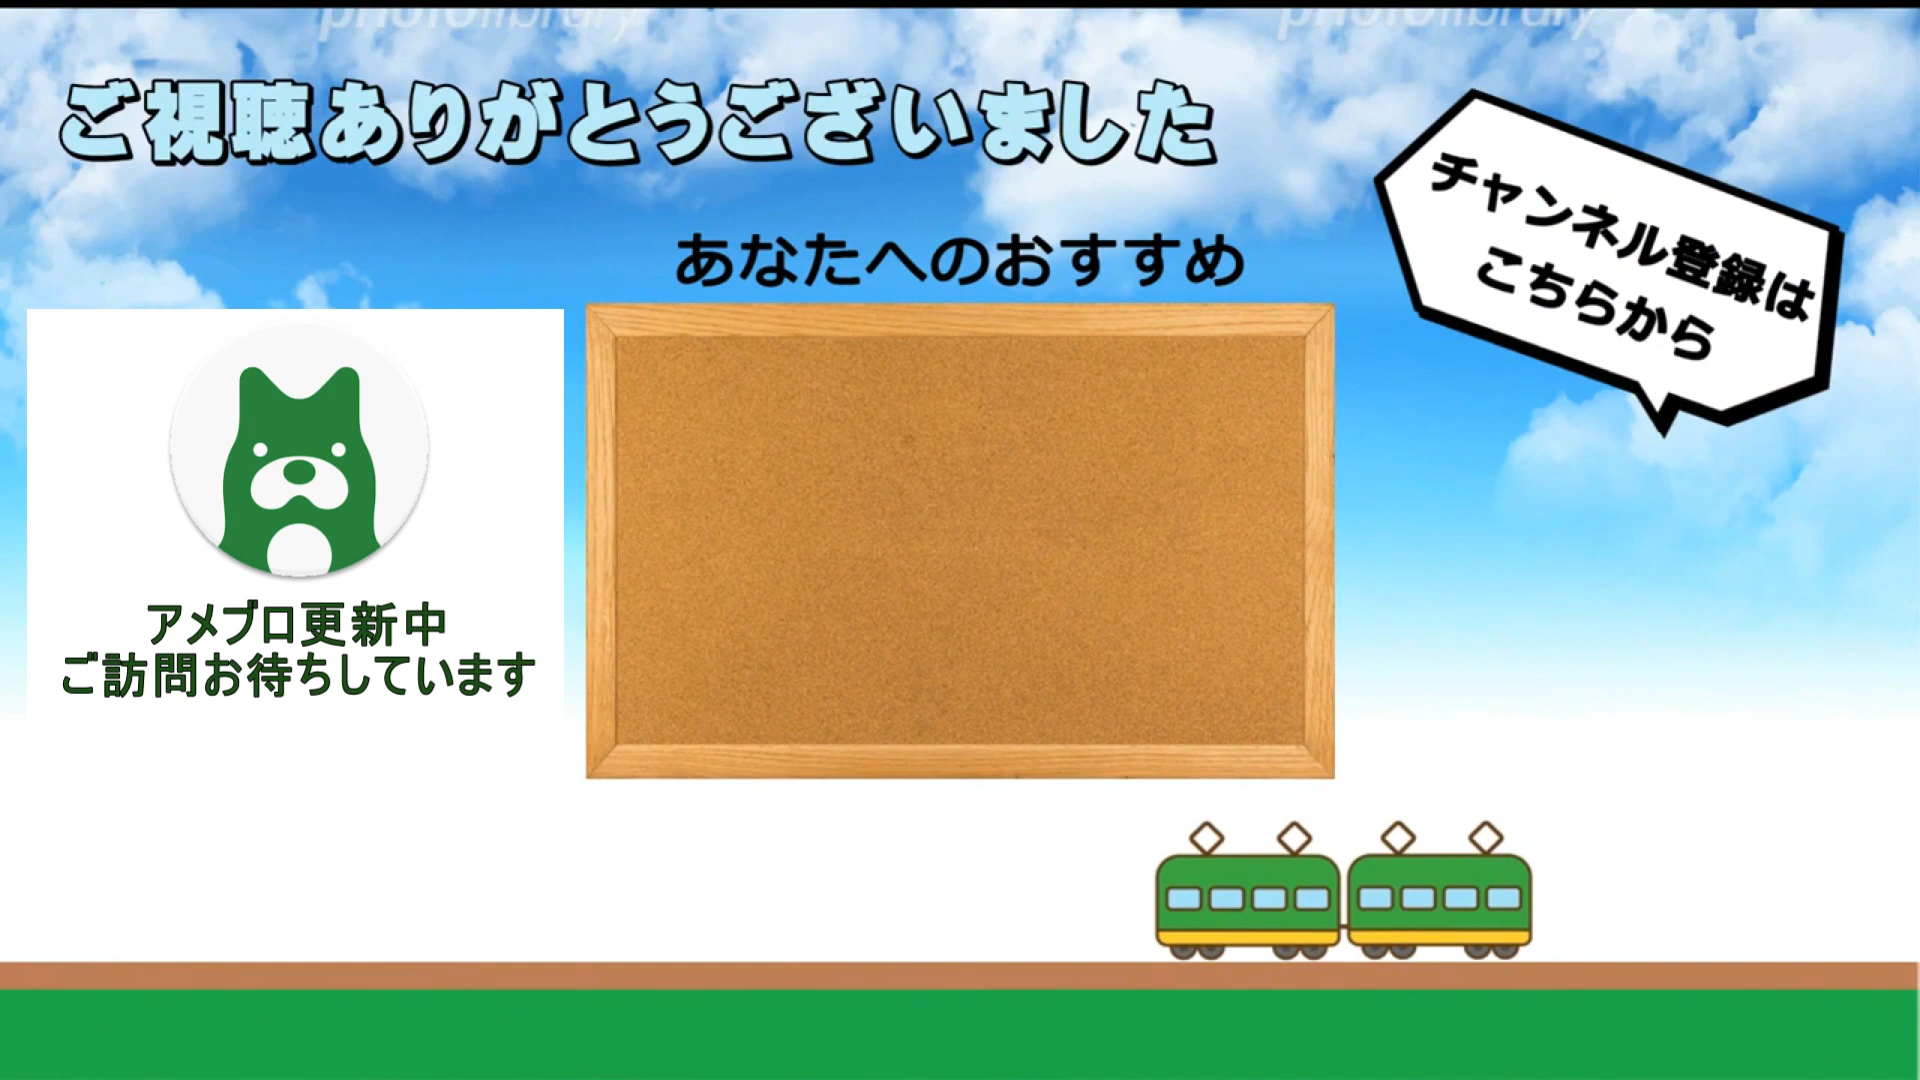 photolibrary photolibrary
ご視聴ありがとうございました
チャンネル登録は
こちらから
あなたへのおすすめ
アメブロ更新中
ご訪問お待ちしています